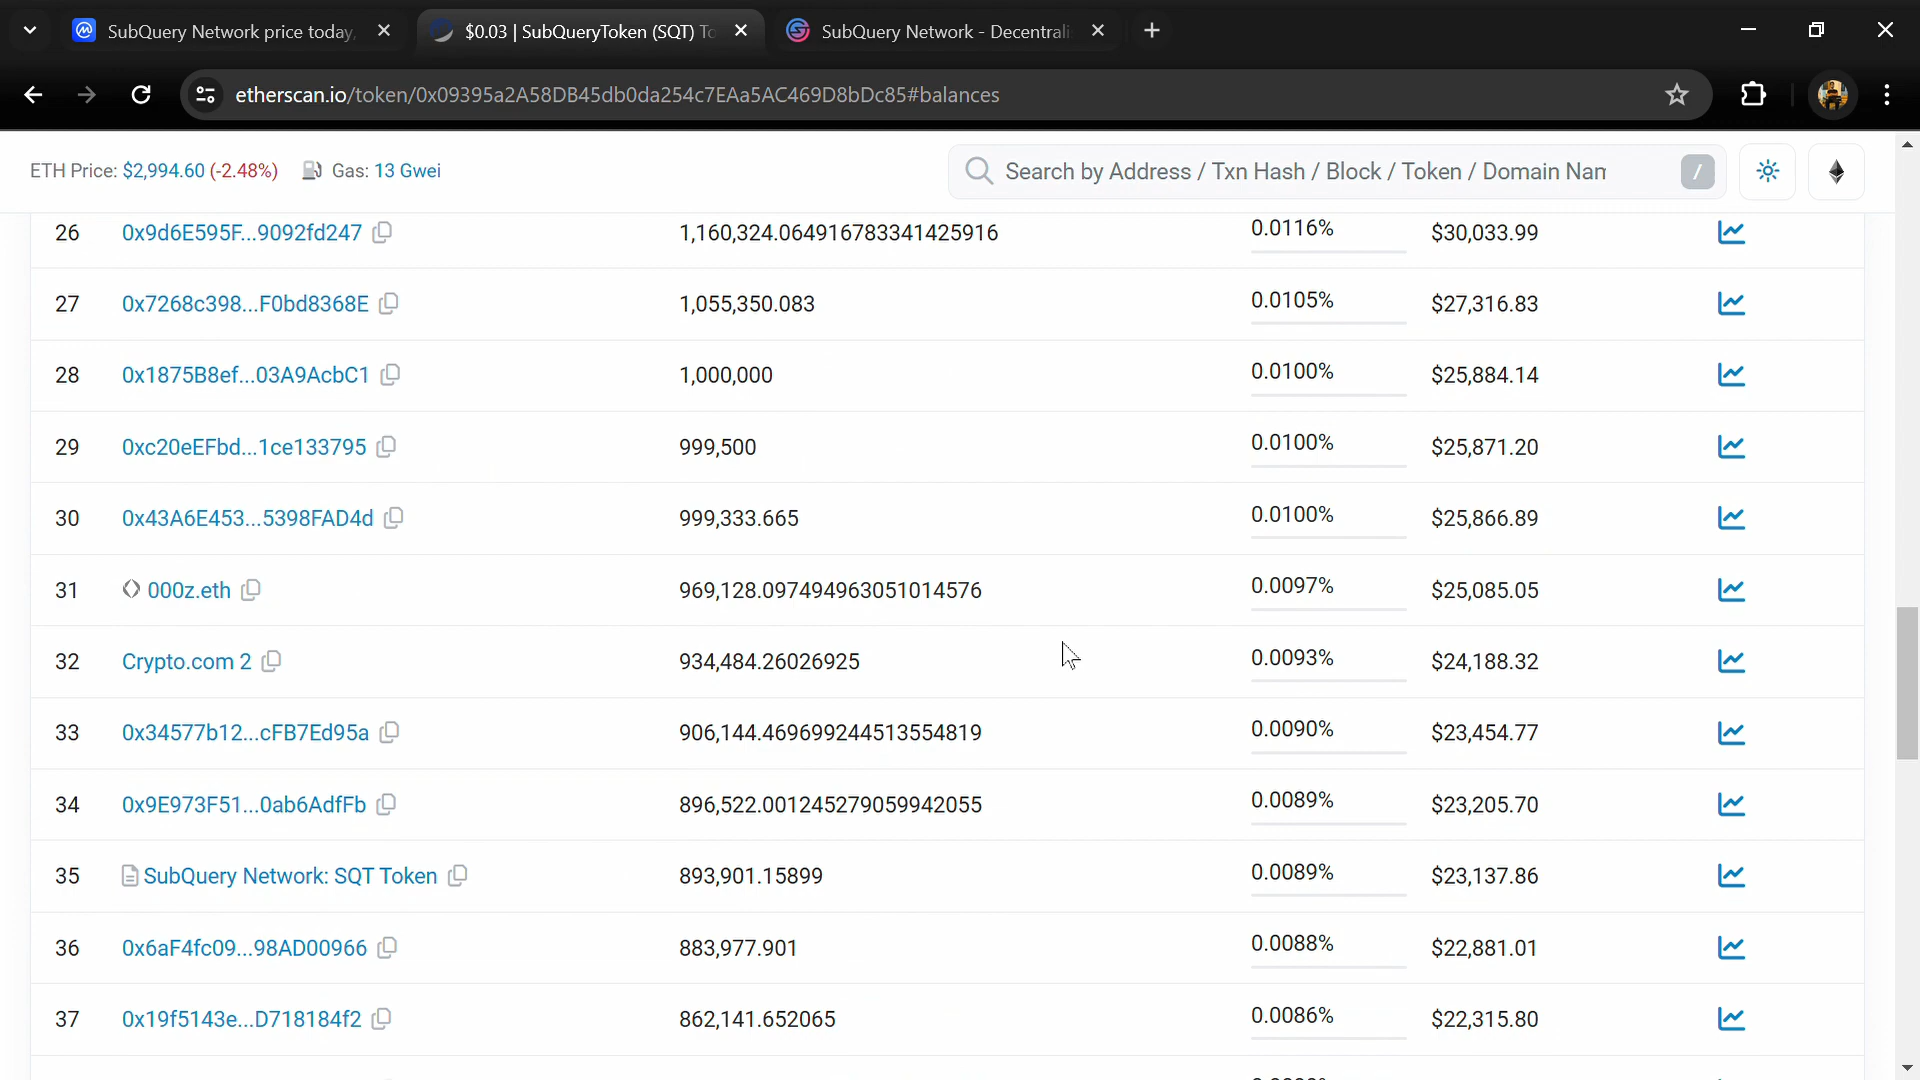 SubQuery Network price today,
$0.03 | SubQueryToken (SQT) To
SubQuery Network - Decentrali
etherscan.io/token/0x09395a2A58DB45db0da254c7EAa5AC469D8bDc85#balances
ETH Price: $2,994.60 (-2.48%) Gas: 13 Gwei
Search by Address / Txn Hash / Block / Token / Domain Nam
/
26 0x9d6E595F...9092fd247 1,160,324.064916783341425916 0.0116% $30,033.99
27 0x7268c398...F0bd8368E 1,055,350.083 0.0105% $27,316.83
28 0x1875B8ef...03A9AcbC1 1,000,000 0.0100% $25,884.14
29 0xc20eEFbd...1ce133795 999,500 0.0100% $25,871.20
30 0x43A6E453...5398FAD4d 999,333.665 0.0100% $25,866.89
31 000z.eth 969,128.097494963051014576 0.0097% $25,085.05
32 Crypto.com 2 934,484.26026925 0.0093% $24,188.32
33 0x34577b12...cFB7Ed95a 906,144.469699244513554819 0.0090% $23,454.77
34 0x9E973F51...0ab6AdfFb 896,522.001245279059942055 0.0089% $23,205.70
35 SubQuery Network: SQT Token 893,901.15899 0.0089% $23,137.86
36 0x6aF4fc09...98AD00966 883,977.901 0.0088% $22,881.01
37 0x19f5143e...D718184f2 862,141.652065 0.0086% $22,315.80